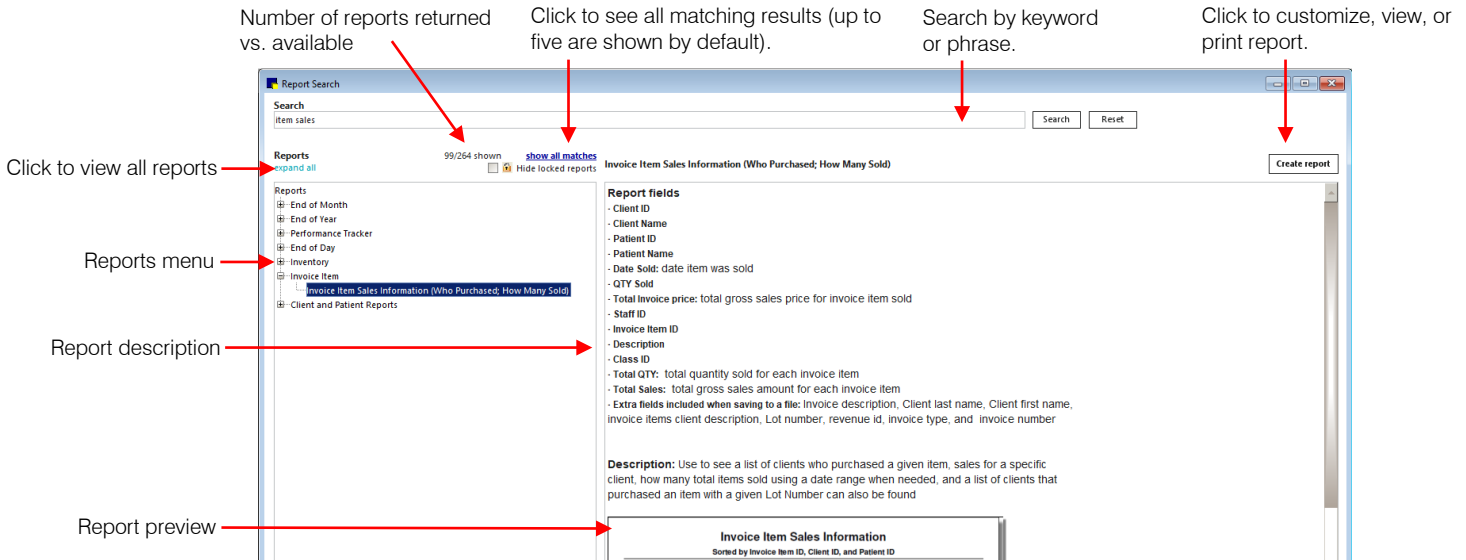 Number of reports returned
vs. available
Click to see all matching results (up to
five are shown by default).
Search by keyword
or phrase.
Click to customize, view, or
print report.
Report Search
Search
item sales
Search
Reset
Click to view all reports
Reports
expand all
99/264 shown
show all matches
Hide locked reports
Invoice Item Sales Information (Who Purchased; How Many Sold)
Create report
Reports menu
Reports
End of Month
End of Year
Performance Tracker
End of Day
Inventory
Invoice Item
Invoice Item Sales Information (Who Purchased; How Many Sold)
Client and Patient Reports
Report description
Report fields
· Client ID
· Client Name
· Patient ID
· Patient Name
· Date Sold: date item was sold
· QTY Sold
· Total Invoice price: total gross sales price for invoice item sold
· Staff ID
· Invoice Item ID
· Description
· Class ID
· Total QTY: total quantity sold for each invoice item
· Total Sales: total gross sales amount for each invoice item
· Extra fields included when saving to a file: Invoice description, Client last name, Client first name,
invoice items client description, Lot number, revenue id, invoice type, and invoice number
Description: Use to see a list of clients who purchased a given item, sales for a specific
client, how many total items sold using a date range when needed, and a list of clients that
purchased an item with a given Lot Number can also be found
Report preview
Invoice Item Sales Information
Sorted by Invoice Item ID, Client ID, and Patient ID